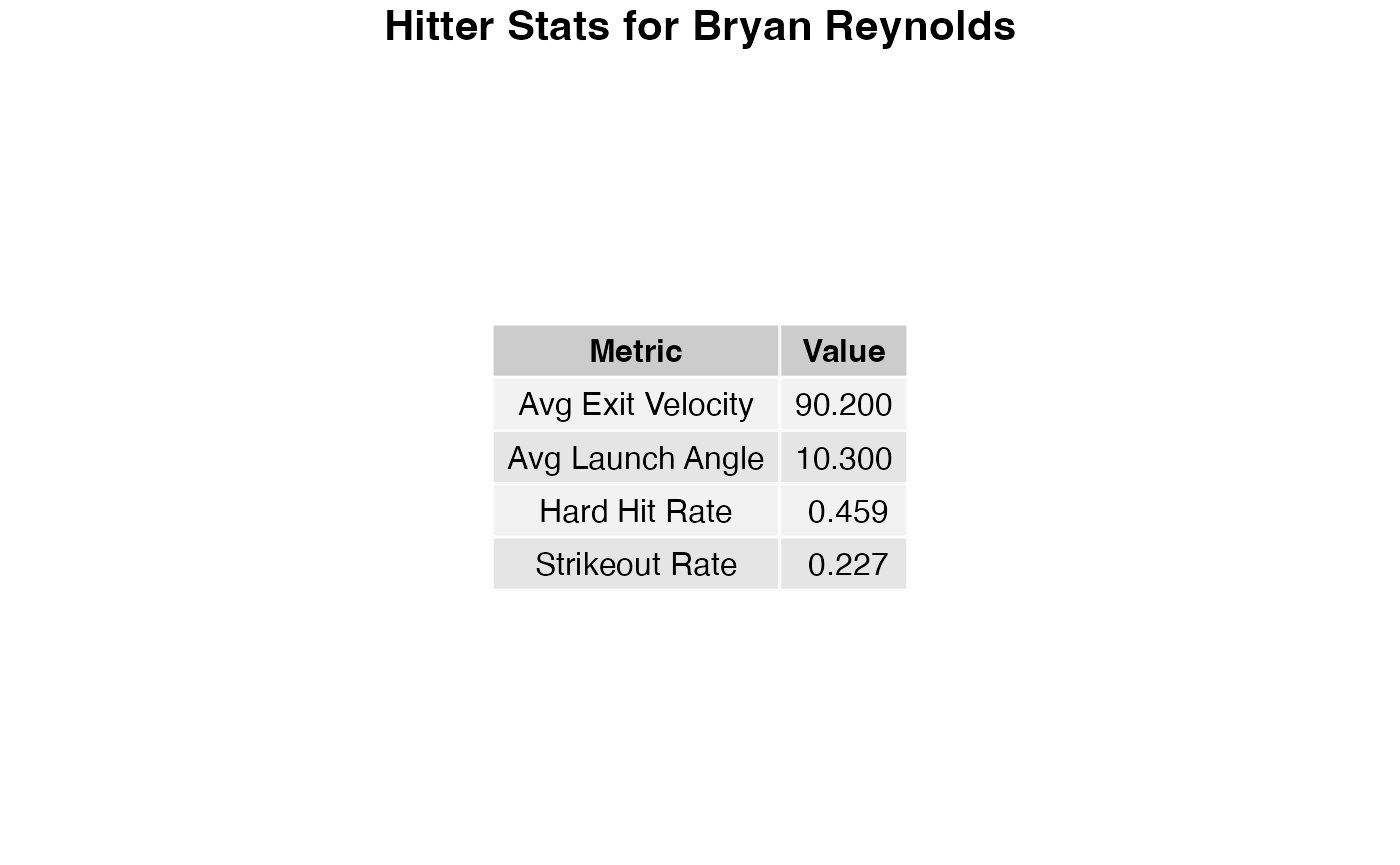 Hitter Stats for Bryan Reynolds
Metric Value
Avg Exit Velocity 90.200
Avg Launch Angle 10.300
Hard Hit Rate 0.459
Strikeout Rate 0.227